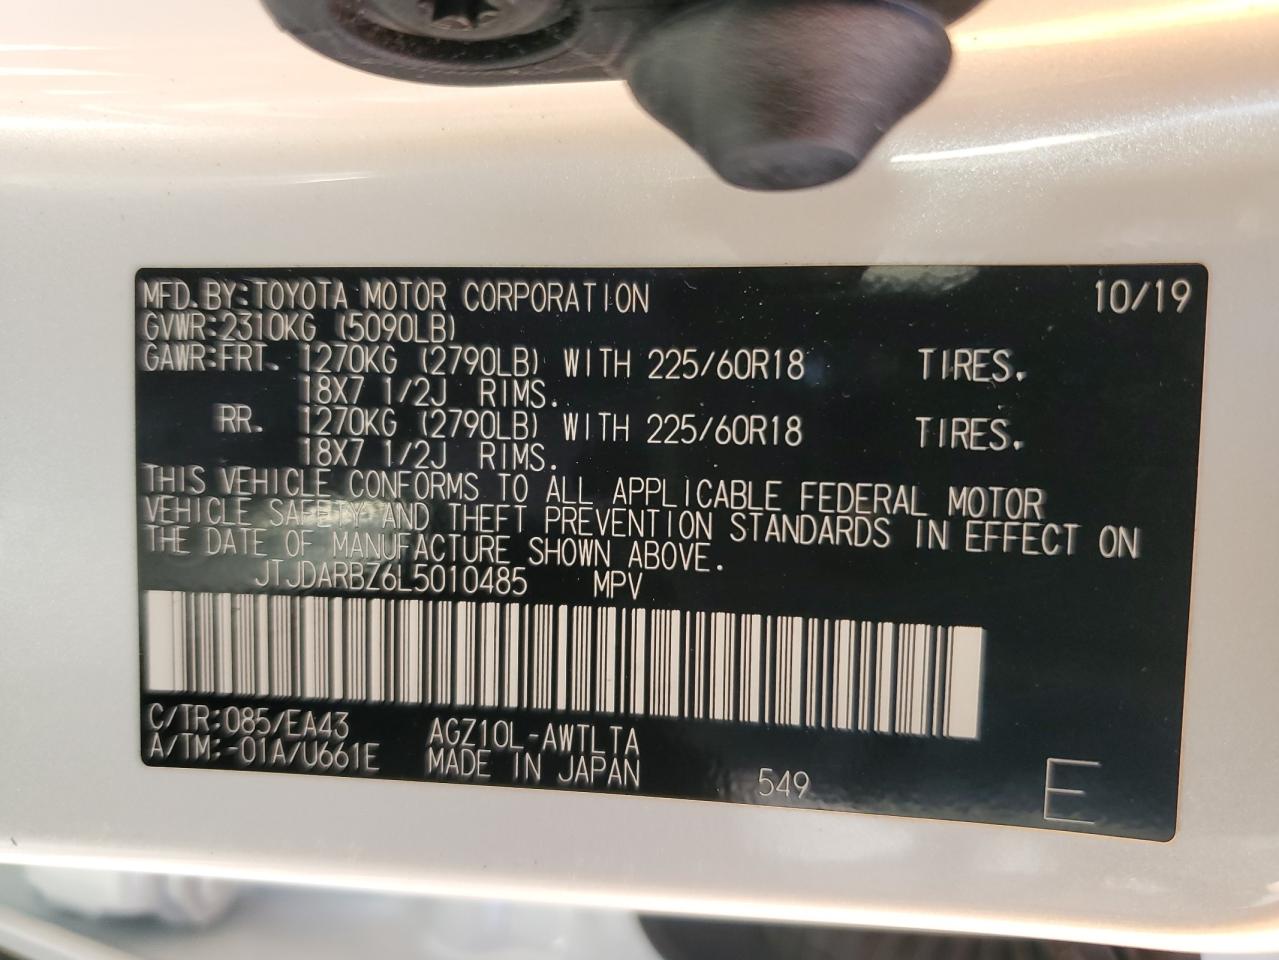 MFD.BY:TOYOTA MOTOR CORPORATION 10/19
GVWR:2310KG (5090LB)
GAWR:FRT. 1270KG (2790LB) WITH 225/60R18 TIRES.
18X7 1/2J RIMS.
RR. 1270KG (2790LB) WITH 225/60R18 TIRES.
18X7 1/2J RIMS.
THIS VEHICLE CONFORMS TO ALL APPLICABLE FEDERAL MOTOR
VEHICLE SAFETY AND THEFT PREVENTION STANDARDS IN EFFECT ON
THE DATE OF MANUFACTURE SHOWN ABOVE.
JTJDARBZ6L5010485 MPV
C/TR:085/EA43 AGZ10L-AWTLTA
A/TM:-01A/U661E MADE IN JAPAN 549 E